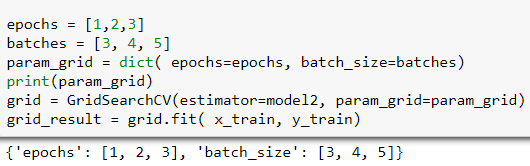 epochs = [1,2,3]
batches = [3, 4, 5]
param_grid = dict( epochs=epochs, batch_size=batches)
print(param_grid)
grid = GridSearchCV(estimator=model2, param_grid=param_grid)
grid_result = grid.fit( x_train, y_train)
{'epochs': [1, 2, 3], 'batch_size': [3, 4, 5]}